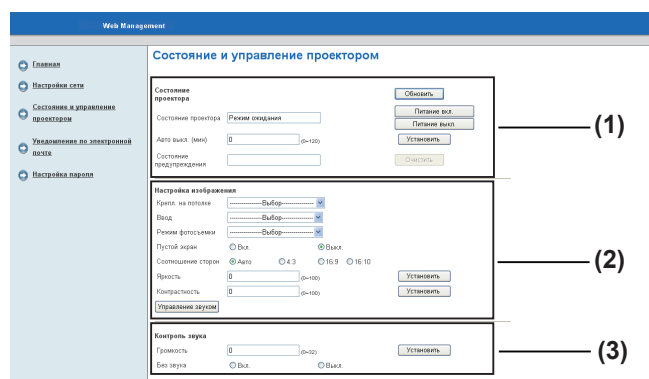 Web Management
Главная
Настройки сети
Состояние и управление
проектором
Уведомление по электронной
почте
Настройка пароля
Состояние и управление проектором
Состояние
проектора
Обновить
Питание вкл.
Состояние проектора Режим ожидания
Питание выкл.
Авто выкл. (мин) 0 (0~120) Установить
Состояние
предупреждения
Очистить
(1)
Настройка изображения
Крепл. на потолке ---------------Выбор---------------
Ввод ---------------Выбор---------------
Режим фотосъемки ---------------Выбор---------------
Пустой экран Вкл. Выкл.
Соотношение сторон Авто 4:3 16:9 16:10
Яркость 0 (0~100) Установить
Контрастность 0 (0~100) Установить
Управление звуком
(2)
Контроль звука
Громкость 0 (0~32) Установить
Без звука Вкл. Выкл.
(3)